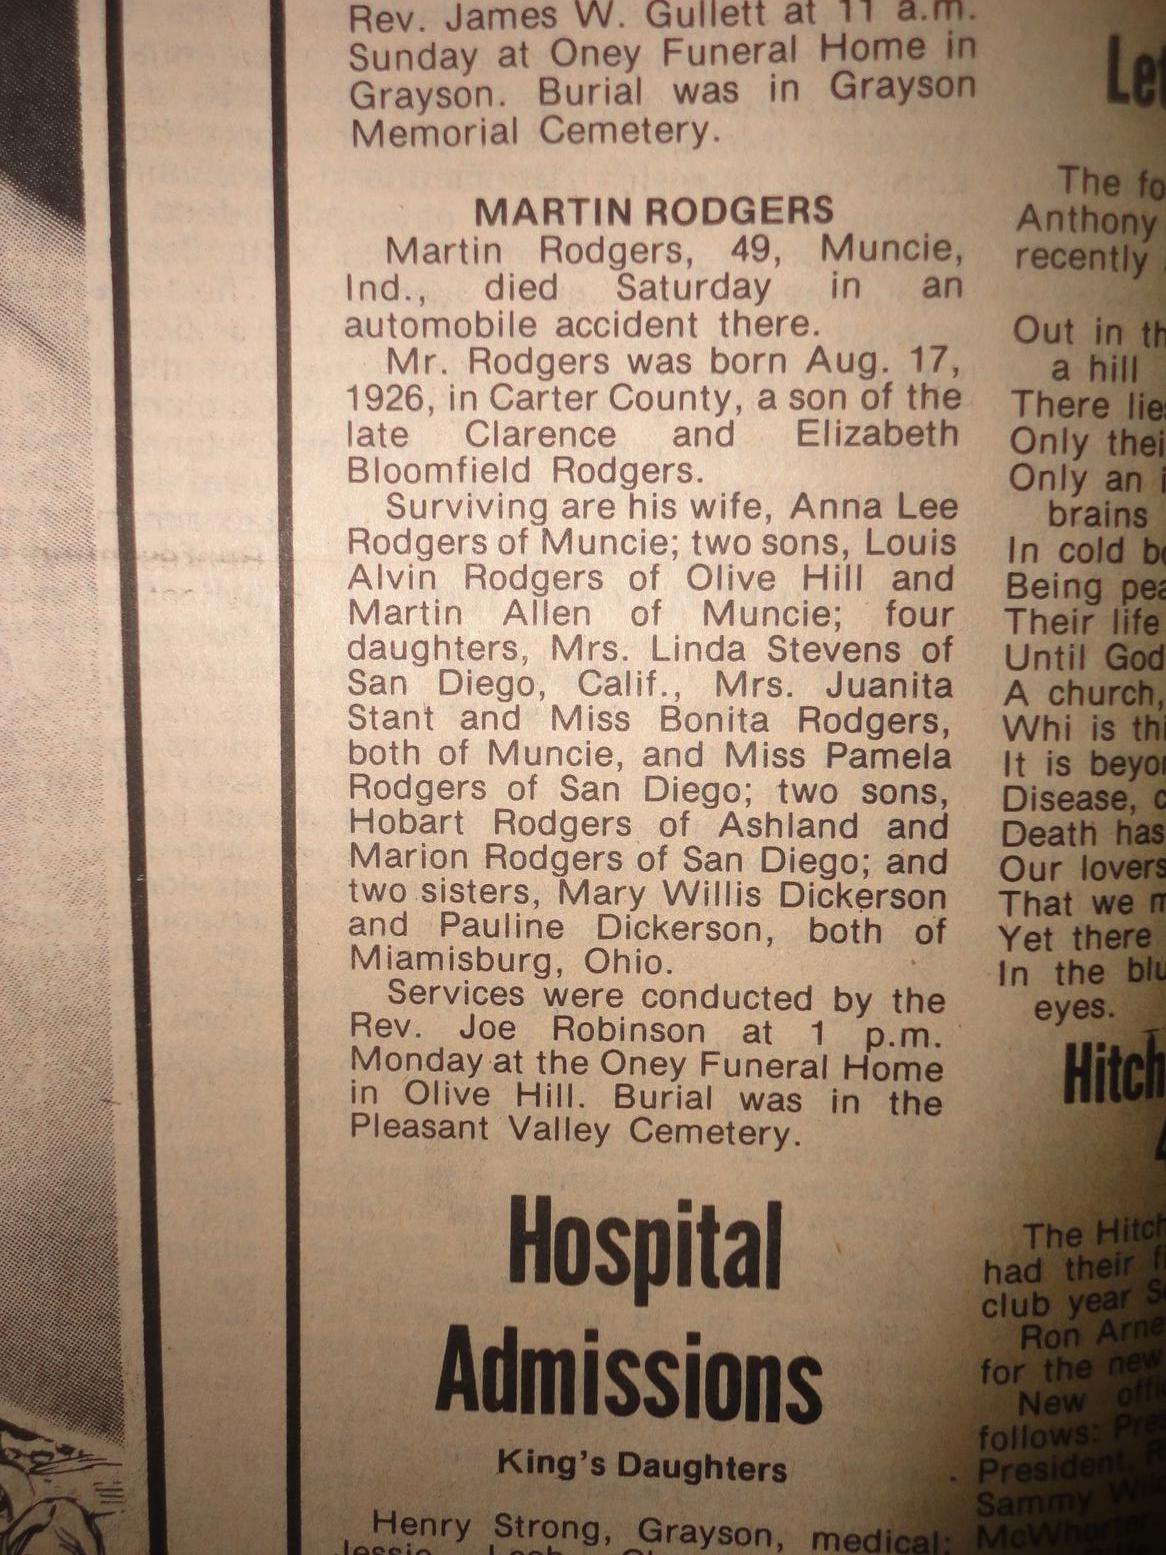 Rev. James W. Gullett at 11 a.m.
Sunday at Oney Funeral Home in
Grayson. Burial was in Grayson
Memorial Cemetery.
MARTIN RODGERS
Martin Rodgers, 49, Muncie,
Ind., died Saturday in an
automobile accident there.
Mr. Rodgers was born Aug. 17,
1926, in Carter County, a son of the
late Clarence and Elizabeth
Bloomfield Rodgers.
Surviving are his wife, Anna Lee
Rodgers of Muncie; two sons, Louis
Alvin Rodgers of Olive Hill and
Martin Allen of Muncie; four
daughters, Mrs. Linda Stevens of
San Diego, Calif., Mrs. Juanita
Stant and Miss Bonita Rodgers,
both of Muncie, and Miss Pamela
Rodgers of San Diego; two sons,
Hobart Rodgers of Ashland and
Marion Rodgers of San Diego; and
two sisters, Mary Willis Dickerson
and Pauline Dickerson, both of
Miamisburg, Ohio.
Services were conducted by the
Rev. Joe Robinson at 1 p.m.
Monday at the Oney Funeral Home
in Olive Hill. Burial was in the
Pleasant Valley Cemetery.
Hospital
Admissions
King's Daughters
Henry Strong, Grayson, medical;
The
Anthony
recently
Out in
a hill
There
Only
Only an
brains
In cold
Being
Their life
Until God
A church,
Whi is
It is
Disease,
Death has
Our lovers
That we
Yet there
In the
eyes.
The
had their
club year
Ron
for the new
New
follows:
President.
Sammy